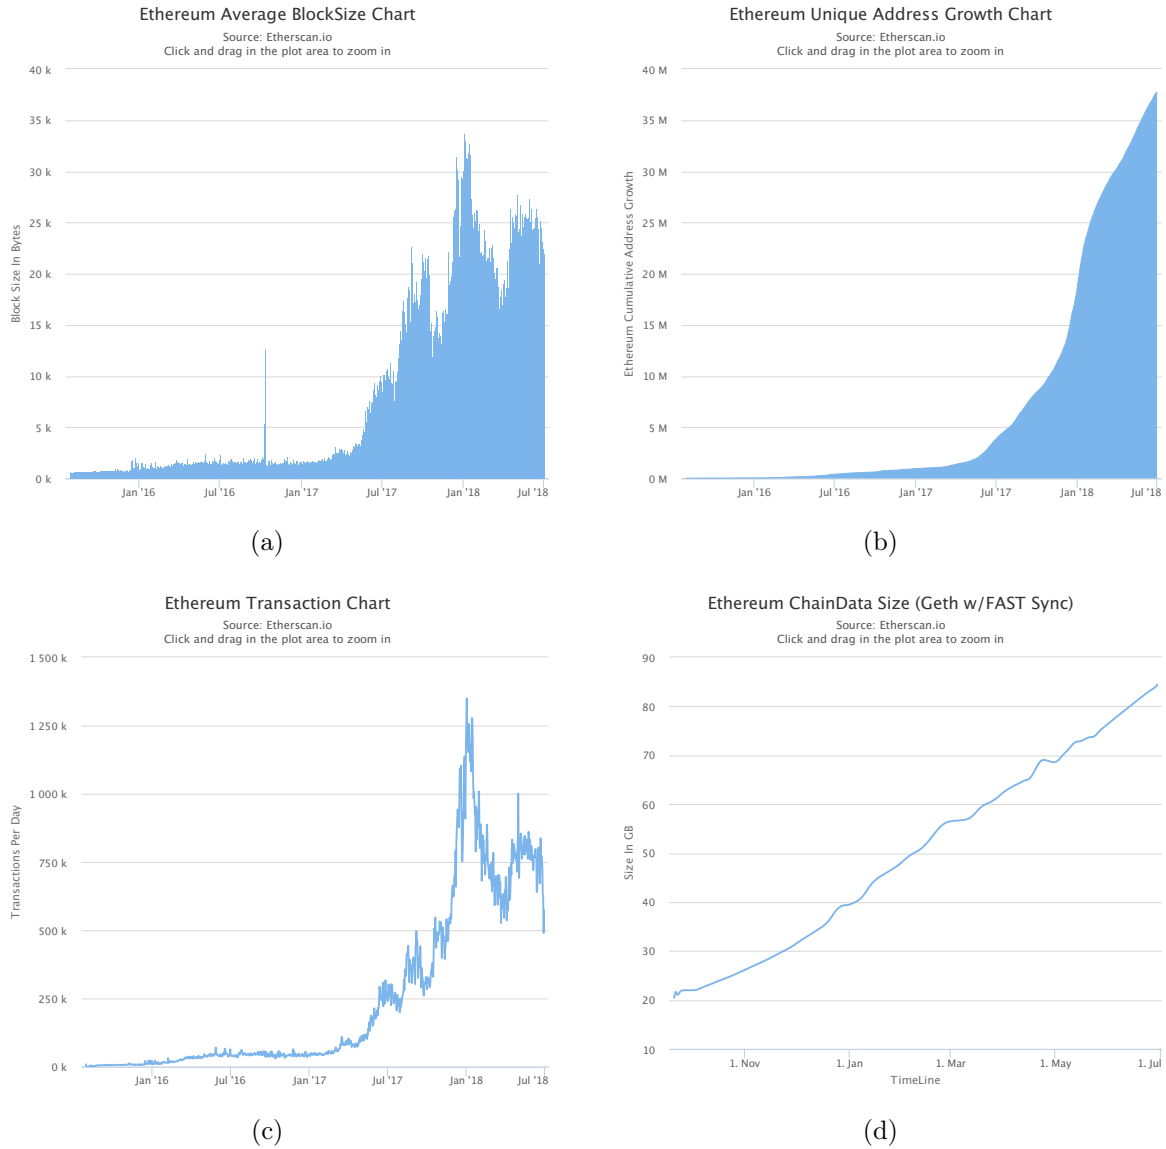 Ethereum Average BlockSize Chart
Source: Etherscan.io
Click and drag in the plot area to zoom in
Block Size In Bytes
40 k
35 k
30 k
25 k
20 k
15 k
10 k
5 k
0 k
Jan '16
Jul '16
Jan '17
Jul '17
Jan '18
Jul '18
(a)
Ethereum Unique Address Growth Chart
Source: Etherscan.io
Click and drag in the plot area to zoom in
Ethereum Cumulative Address Growth
40 M
35 M
30 M
25 M
20 M
15 M
10 M
5 M
0 M
Jan '16
Jul '16
Jan '17
Jul '17
Jan '18
Jul '18
(b)
Ethereum Transaction Chart
Source: Etherscan.io
Click and drag in the plot area to zoom in
Transactions Per Day
1 500 k
1 250 k
1 000 k
750 k
500 k
250 k
0 k
Jan '16
Jul '16
Jan '17
Jul '17
Jan '18
Jul '18
(c)
Ethereum ChainData Size (Geth w/FAST Sync)
Source: Etherscan.io
Click and drag in the plot area to zoom in
Size In GB
90
80
70
60
50
40
30
20
10
1. Nov
1. Jan
1. Mar
1. May
1. Jul
TimeLine
(d)